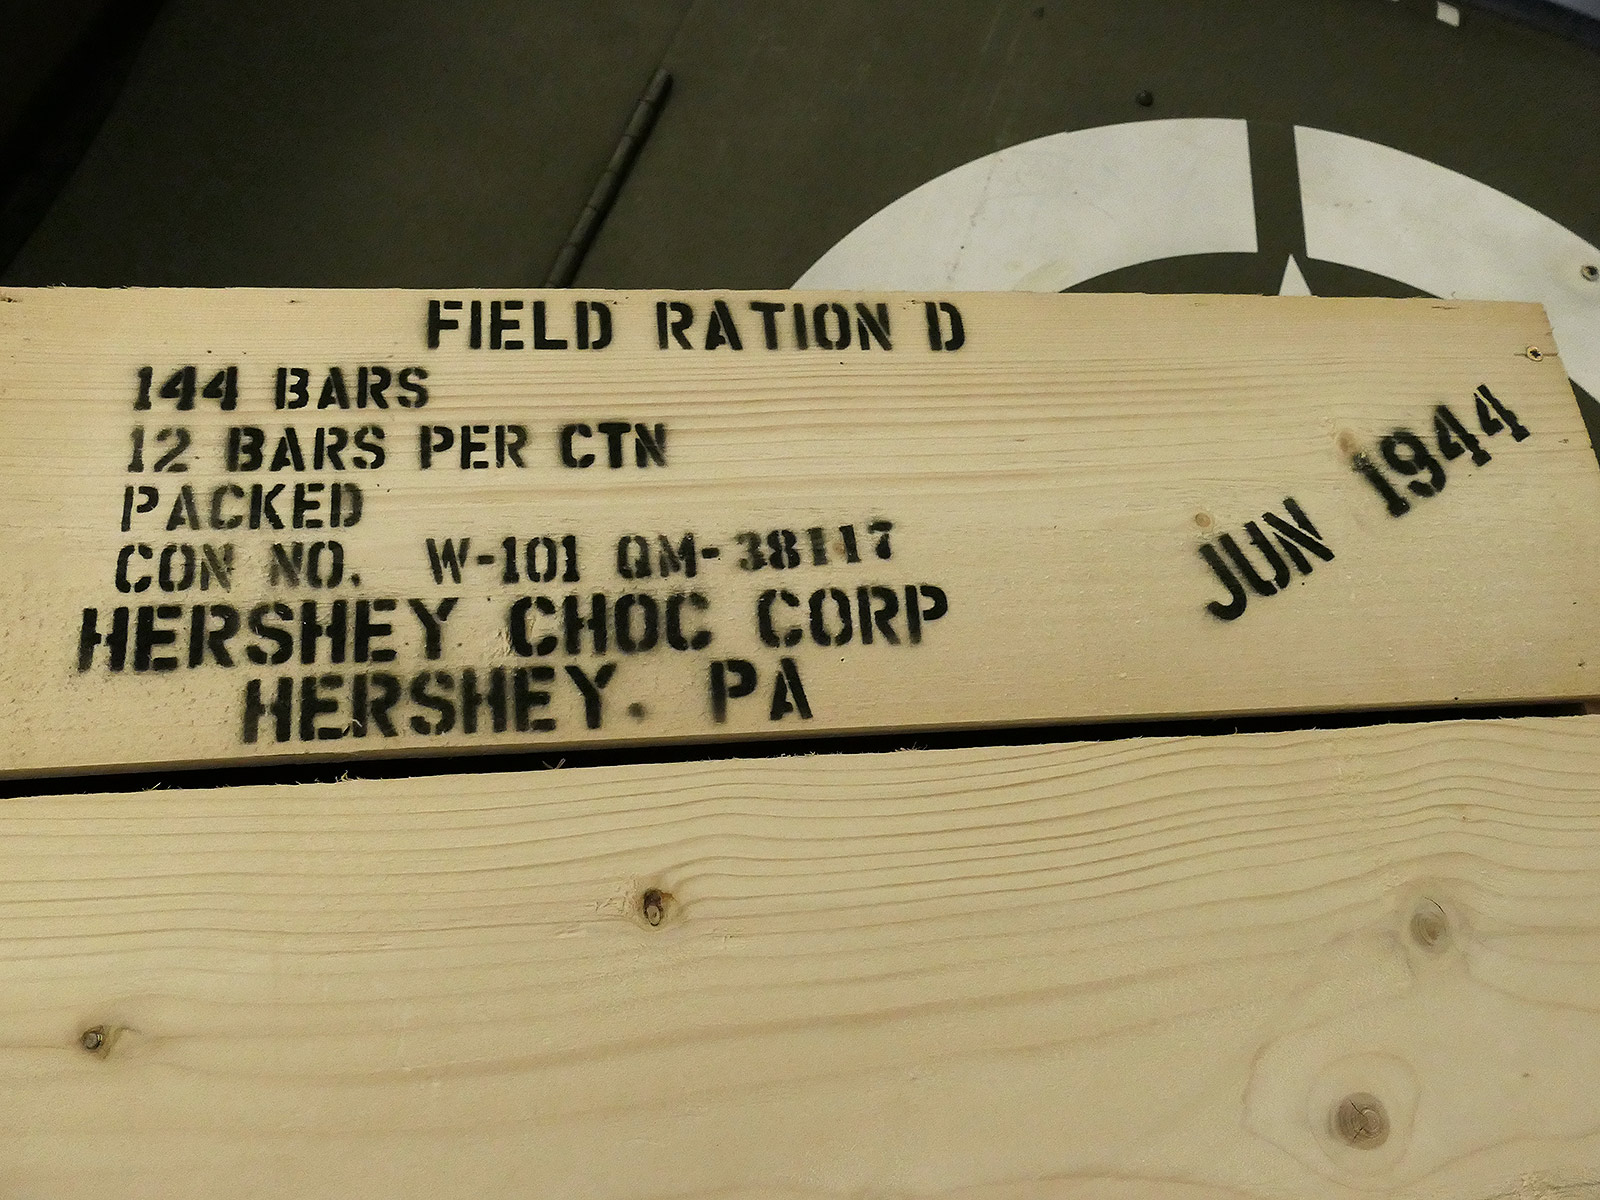 FIELD RATION D
144 BARS
12 BARS PER CTN
PACKED
CON NO. W-101 QM-38117
HERSHEY CHOC CORP
HERSHEY. PA
JUN 1944